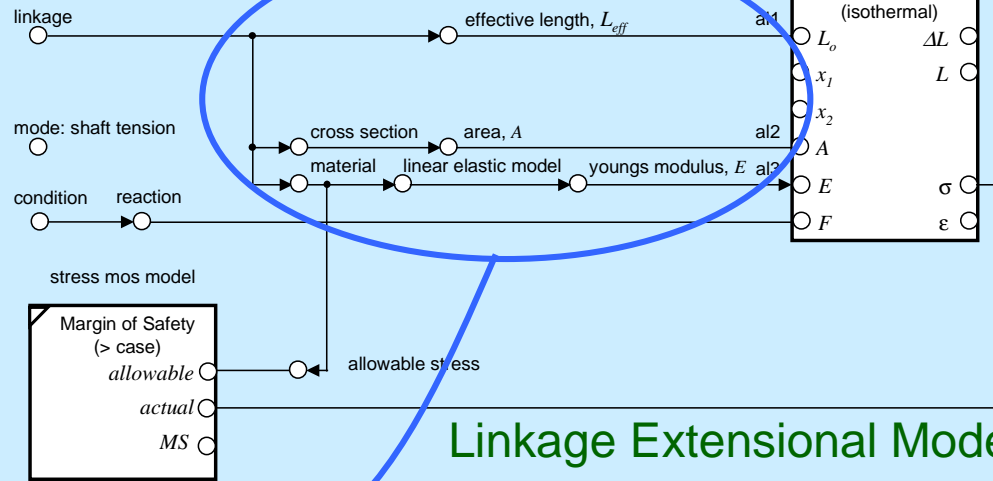 linkage
effective length, Leff
al1
(isothermal)
Lo
ΔL
x1
L
x2
mode: shaft tension
cross section
area, A
al2
A
material
linear elastic model
youngs modulus, E
al3
E
σ
condition
reaction
F
ε
stress mos model
Margin of Safety
(> case)
allowable
allowable stress
actual
MS
Linkage Extensional Mode